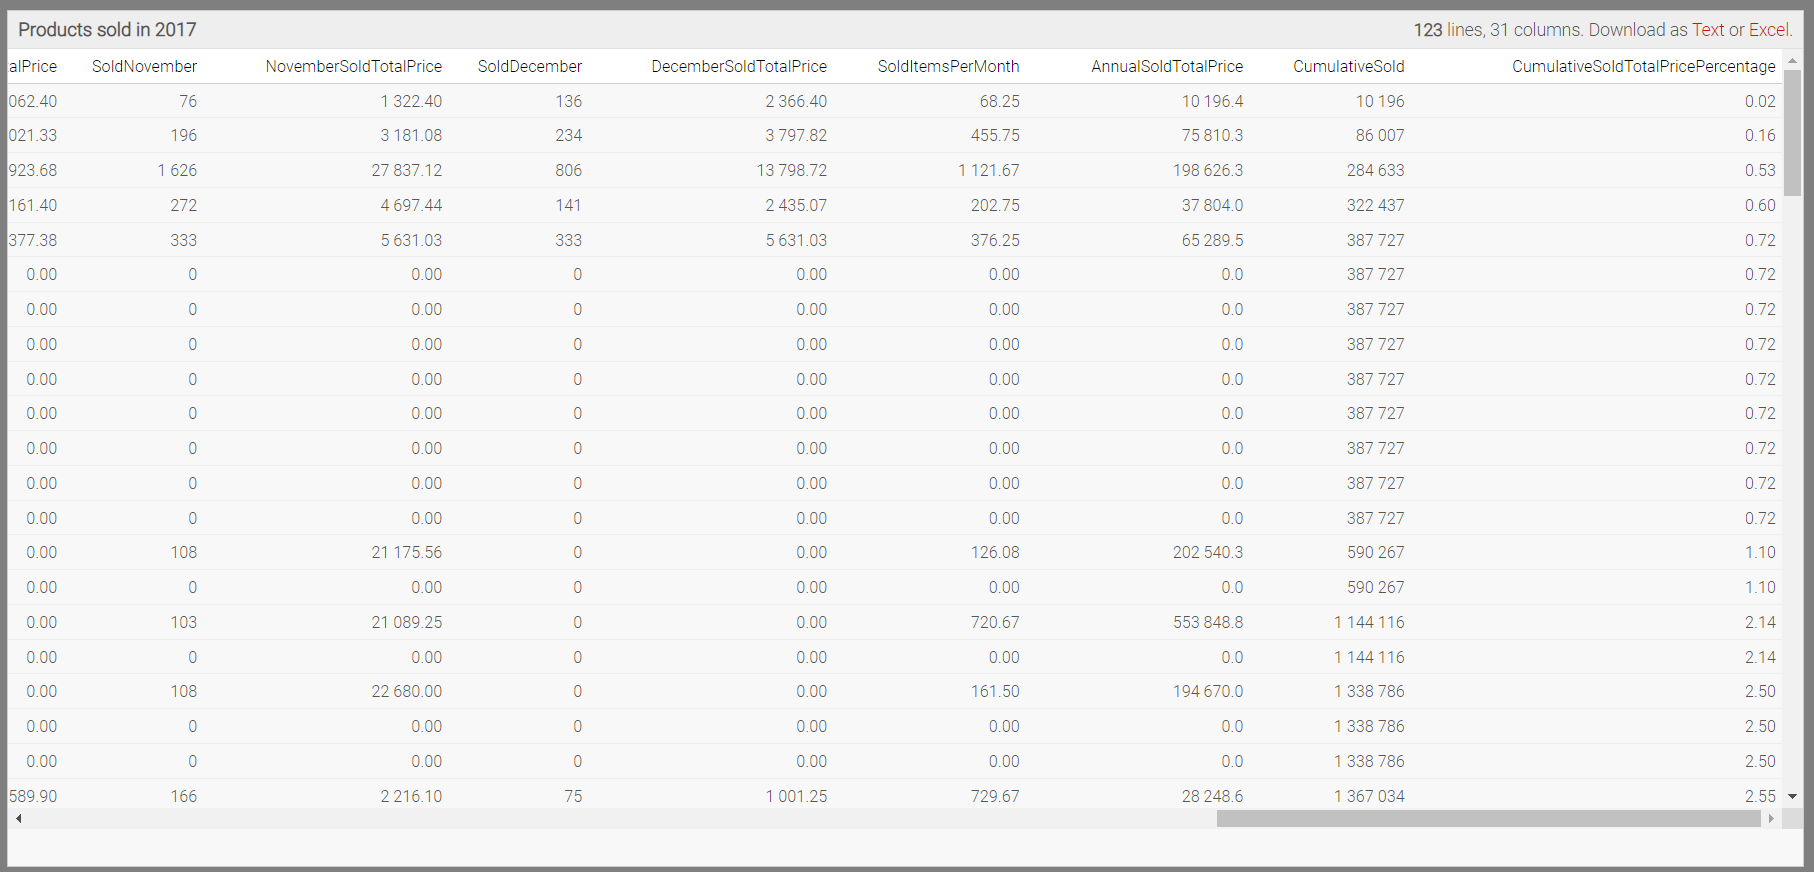 Products sold in 2017 123 lines, 31 columns. Download as Text or Excel.
alPrice SoldNovember NovemberSoldTotalPrice SoldDecember DecemberSoldTotalPrice SoldItemsPerMonth AnnualSoldTotalPrice CumulativeSold CumulativeSoldTotalPricePercentage
062.40 76 1 322.40 136 2 366.40 68.25 10 196.4 10 196 0.02
021.33 196 3 181.08 234 3 797.82 455.75 75 810.3 86 007 0.16
923.68 1 626 27 837.12 806 13 798.72 1 121.67 198 626.3 284 633 0.53
161.40 272 4 697.44 141 2 435.07 202.75 37 804.0 322 437 0.60
377.38 333 5 631.03 333 5 631.03 376.25 65 289.5 387 727 0.72
0.00 0 0.00 0 0.00 0.00 0.0 387 727 0.72
0.00 0 0.00 0 0.00 0.00 0.0 387 727 0.72
0.00 0 0.00 0 0.00 0.00 0.0 387 727 0.72
0.00 0 0.00 0 0.00 0.00 0.0 387 727 0.72
0.00 0 0.00 0 0.00 0.00 0.0 387 727 0.72
0.00 0 0.00 0 0.00 0.00 0.0 387 727 0.72
0.00 0 0.00 0 0.00 0.00 0.0 387 727 0.72
0.00 0 0.00 0 0.00 0.00 0.0 387 727 0.72
0.00 108 21 175.56 0 0.00 126.08 202 540.3 590 267 1.10
0.00 0 0.00 0 0.00 0.00 0.0 590 267 1.10
0.00 103 21 089.25 0 0.00 720.67 553 848.8 1 144 116 2.14
0.00 0 0.00 0 0.00 0.00 0.0 1 144 116 2.14
0.00 108 22 680.00 0 0.00 161.50 194 670.0 1 338 786 2.50
0.00 0 0.00 0 0.00 0.00 0.0 1 338 786 2.50
0.00 0 0.00 0 0.00 0.00 0.0 1 338 786 2.50
589.90 166 2 216.10 75 1 001.25 729.67 28 248.6 1 367 034 2.55